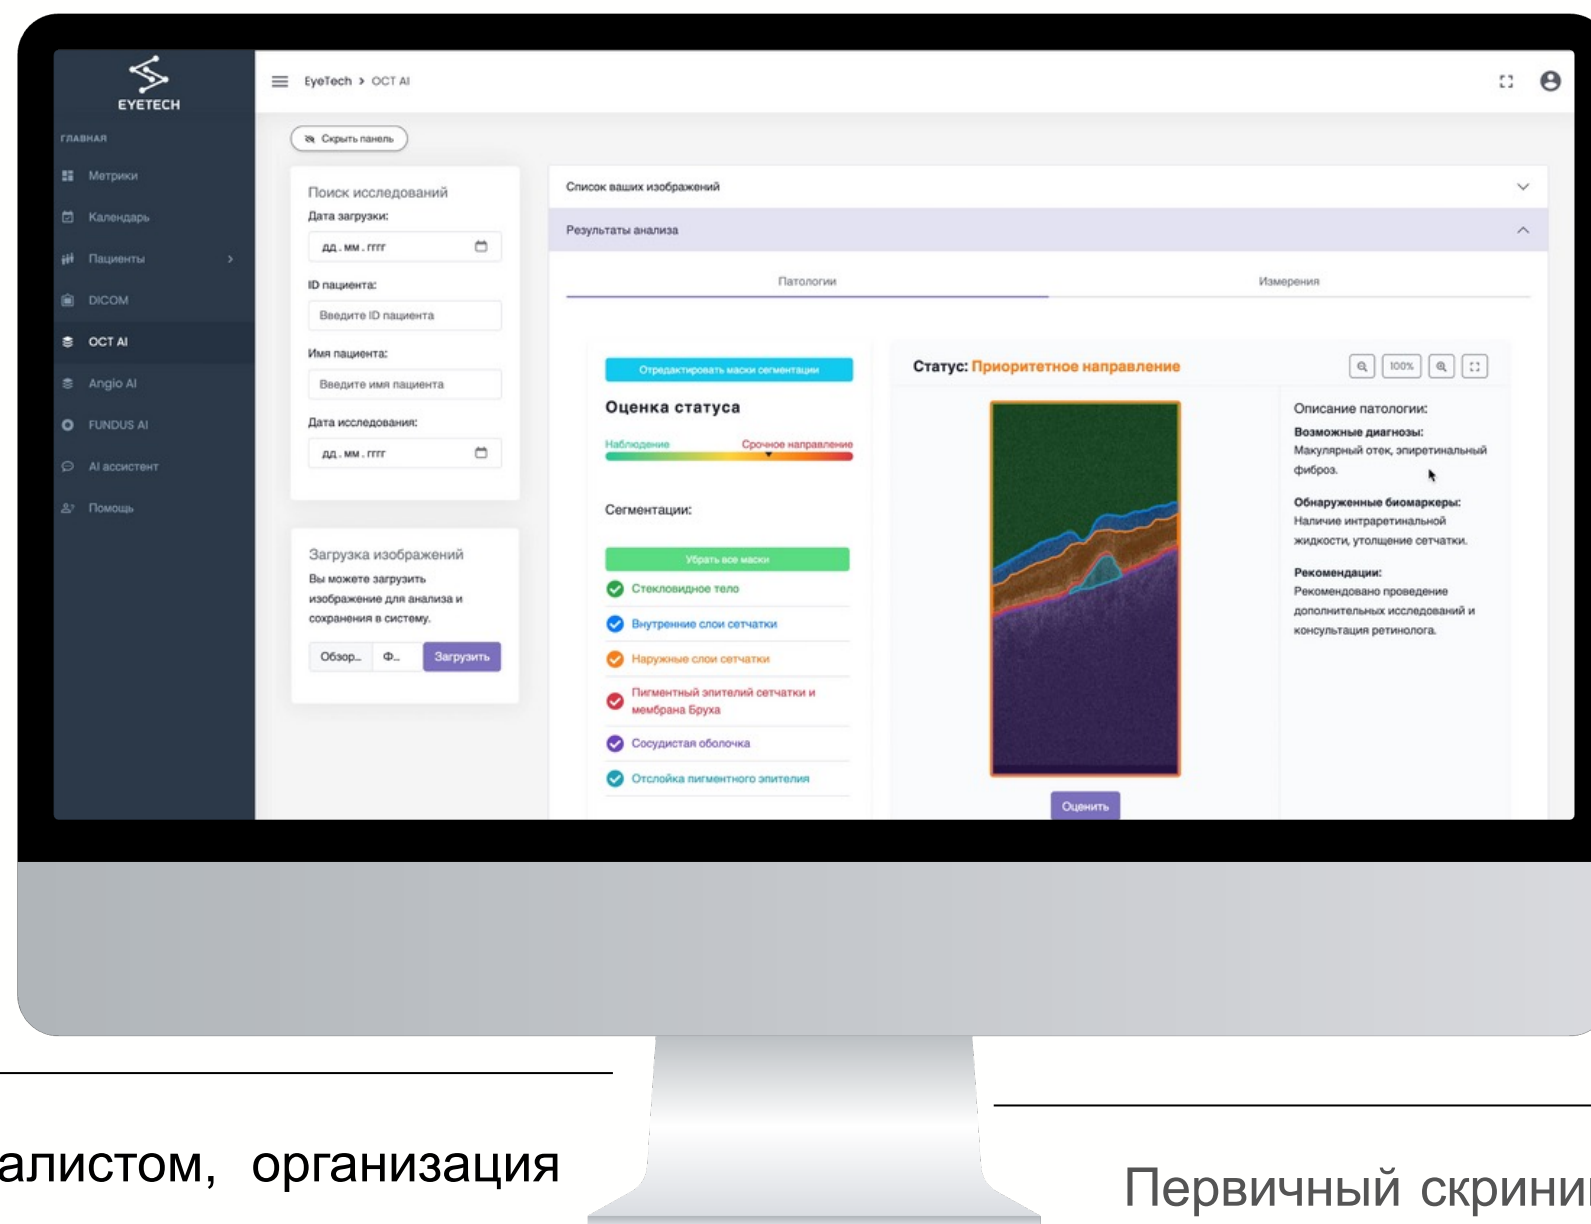 EYETECH
ГЛАВНАЯ
Метрики
Календарь
Пациенты
DICOM
OCT AI
Angio AI
FUNDUS AI
AI ассистент
Помощь
EyeTech > OCT AI
Скрыть панель
Поиск исследований
Дата загрузки:
дд.мм.гггг
ID пациента:
Введите ID пациента
Имя пациента:
Введите имя пациента
Дата исследования:
дд.мм.гггг
Загрузка изображений
Вы можете загрузить
изображение для анализа и
сохранения в систему.
Обзор... Ф... Загрузить
Список ваших изображений
Результаты анализа
Патологии Измерения
Отредактировать маски сегментации
Оценка статуса
Наблюдение Срочное направление
Сегментации:
Убрать все маски
Стекловидное тело
Внутренние слои сетчатки
Наружные слои сетчатки
Пигментный эпителий сетчатки и
мембрана Бруха
Сосудистая оболочка
Отслойка пигментного эпителия
Статус: Приоритетное направление
100%
Оценить
Описание патологии:
Возможные диагнозы:
Макулярный отек, эпиретинальный
фиброз.
Обнаруженные биомаркеры:
Наличие интраретинальной
жидкости, утолщение сетчатки.
Рекомендации:
Рекомендовано проведение
дополнительных исследований и
консультация ретинолога.
алистом, организация
Первичный скрини